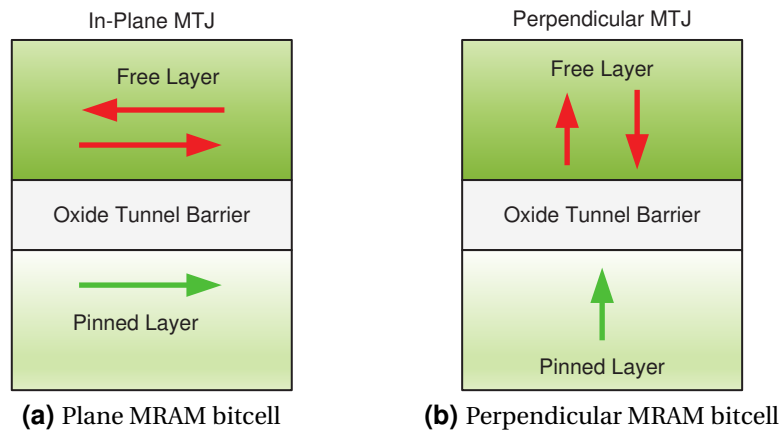 In-Plane MTJ
Free Layer
Oxide Tunnel Barrier
Pinned Layer
(a) Plane MRAM bitcell
Perpendicular MTJ
Free Layer
Oxide Tunnel Barrier
Pinned Layer
(b) Perpendicular MRAM bitcell